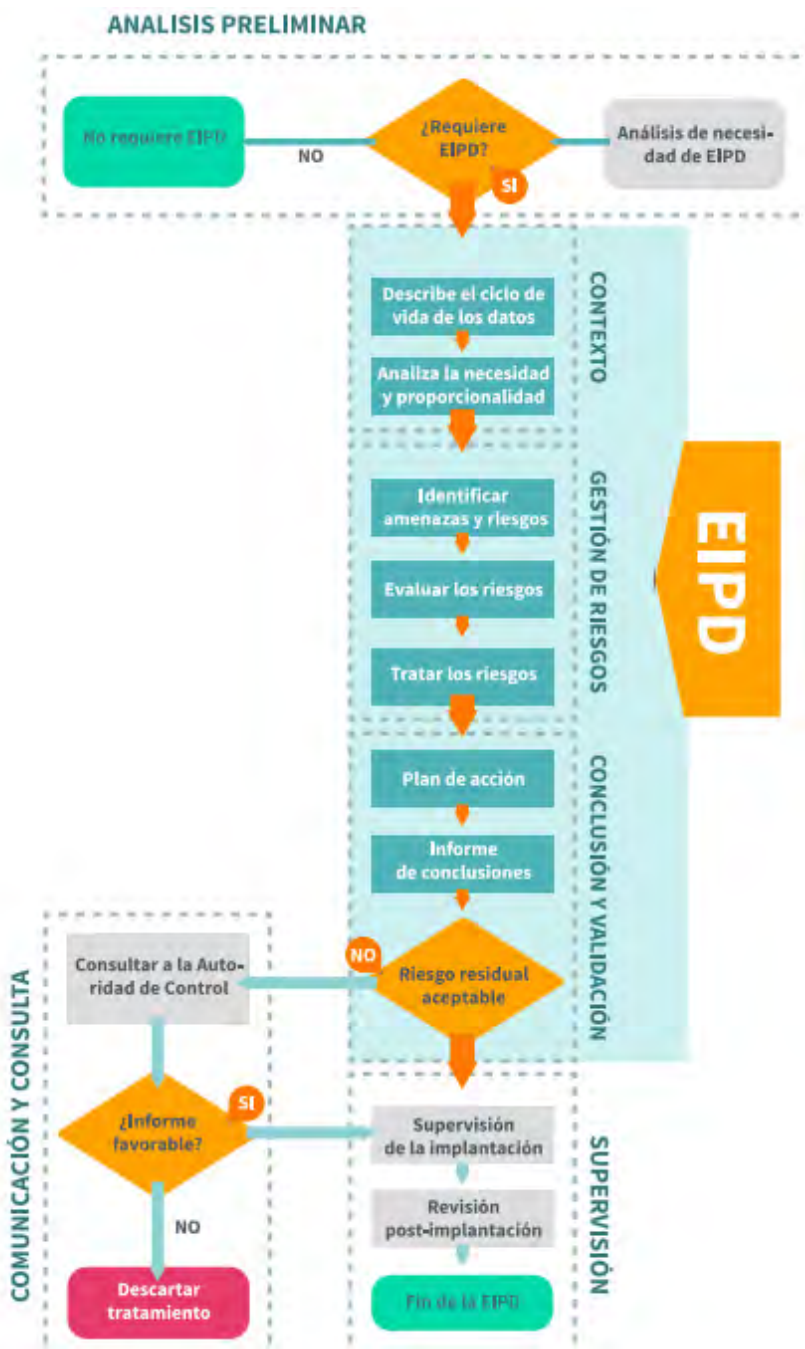 ANALISIS PRELIMINAR
No requiere EIPD
NO
¿Requiere
EIPD?
SI
Análisis de necesi-
dad de EIPD
CONTEXTO
Describe el ciclo de
vida de los datos
Analiza la necesidad
y proporcionalidad
GESTIÓN DE RIESGOS
Identificar
amenazas y riesgos
Evaluar los riesgos
Tratar los riesgos
EIPD
CONCLUSIÓN Y VALIDACIÓN
Plan de acción
Informe
de conclusiones
Riesgo residual
aceptable
NO
COMUNICACIÓN Y CONSULTA
Consultar a la Auto-
ridad de Control
¿Informe
favorable?
SI
NO
Descartar
tratamiento
SUPERVISIÓN
Supervisión
de la implantación
Revisión
post-implantación
Fin de la EIPD